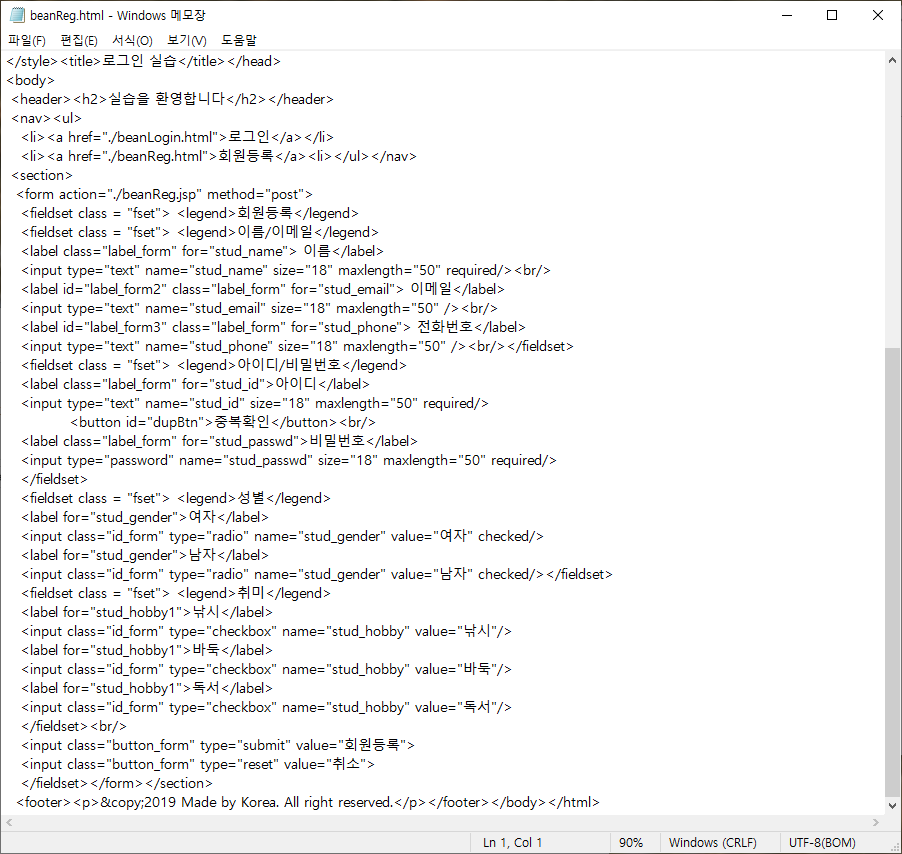 beanReg.html - Windows 메모장
파일(F) 편집(E) 서식(O) 보기(V) 도움말
</style><title>로그인 실습</title></head>
<body>
<header><h2>실습을 환영합니다</h2></header>
<nav><ul>
<li><a href="./beanLogin.html">로그인</a></li>
<li><a href="./beanReg.html">회원등록</a><li></ul></nav>
<section>
<form action="./beanReg.jsp" method="post">
<fieldset class = "fset"> <legend>회원등록</legend>
<fieldset class = "fset"> <legend>이름/이메일</legend>
<label class="label_form" for="stud_name"> 이름</label>
<input type="text" name="stud_name" size="18" maxlength="50" required/><br/>
<label id="label_form2" class="label_form" for="stud_email"> 이메일</label>
<input type="text" name="stud_email" size="18" maxlength="50" /><br/>
<label id="label_form3" class="label_form" for="stud_phone"> 전화번호</label>
<input type="text" name="stud_phone" size="18" maxlength="50" /><br/></fieldset>
<fieldset class = "fset"> <legend>아이디/비밀번호</legend>
<label class="label_form" for="stud_id">아이디</label>
<input type="text" name="stud_id" size="18" maxlength="50" required/>
<button id="dupBtn">중복확인</button><br/>
<label class="label_form" for="stud_passwd">비밀번호</label>
<input type="password" name="stud_passwd" size="18" maxlength="50" required/>
</fieldset>
<fieldset class = "fset"> <legend>성별</legend>
<label for="stud_gender">여자</label>
<input class="id_form" type="radio" name="stud_gender" value="여자" checked/>
<label for="stud_gender">남자</label>
<input class="id_form" type="radio" name="stud_gender" value="남자" checked/></fieldset>
<fieldset class = "fset"> <legend>취미</legend>
<label for="stud_hobby1">낚시</label>
<input class="id_form" type="checkbox" name="stud_hobby" value="낚시"/>
<label for="stud_hobby1">바둑</label>
<input class="id_form" type="checkbox" name="stud_hobby" value="바둑"/>
<label for="stud_hobby1">독서</label>
<input class="id_form" type="checkbox" name="stud_hobby" value="독서"/>
</fieldset><br/>
<input class="button_form" type="submit" value="회원등록">
<input class="button_form" type="reset" value="취소">
</fieldset></form></section>
<footer><p>&copy;2019 Made by Korea. All right reserved.</p></footer></body></html>
Ln 1, Col 1 90% Windows (CRLF) UTF-8(BOM)